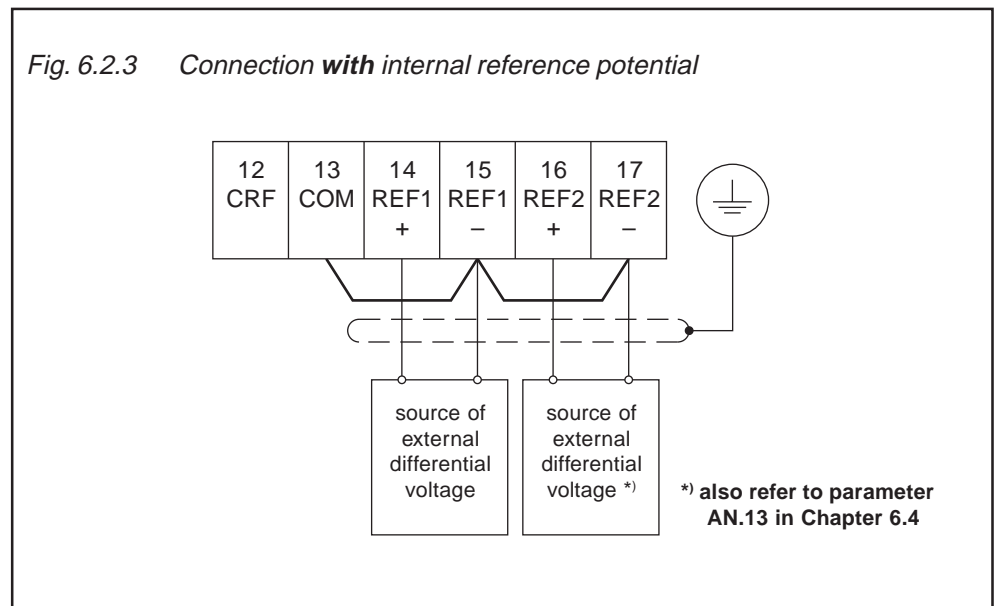 Fig. 6.2.3 Connection with internal reference potential
12 13 14 15 16 17
CRF COM REF1 REF1 REF2 REF2
+ – + –
source of external differential voltage
source of external differential voltage *)
*) also refer to parameter
AN.13 in Chapter 6.4